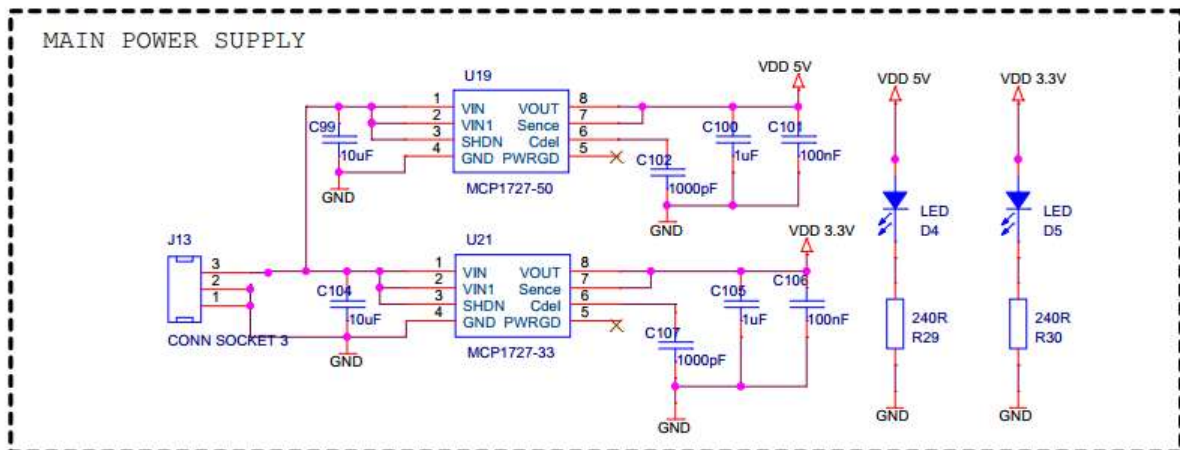 MAIN POWER SUPPLY
U19
1 VIN VOUT 8
2 VIN1 Sence 7
3 SHDN Cdel 6
4 GND PWRGD 5
MCP1727-50
C99
10uF
GND
C102
1000pF
GND
C100
1uF
VDD 5V
C101
100nF
J13
3
2
1
CONN SOCKET 3
C104
10uF
GND
U21
1 VIN VOUT 8
2 VIN1 Sence 7
3 SHDN Cdel 6
4 GND PWRGD 5
MCP1727-33
C107
1000pF
GND
C105
1uF
VDD 3.3V
C106
100nF
VDD 5V
LED
D4
240R
R29
GND
VDD 3.3V
LED
D5
240R
R30
GND